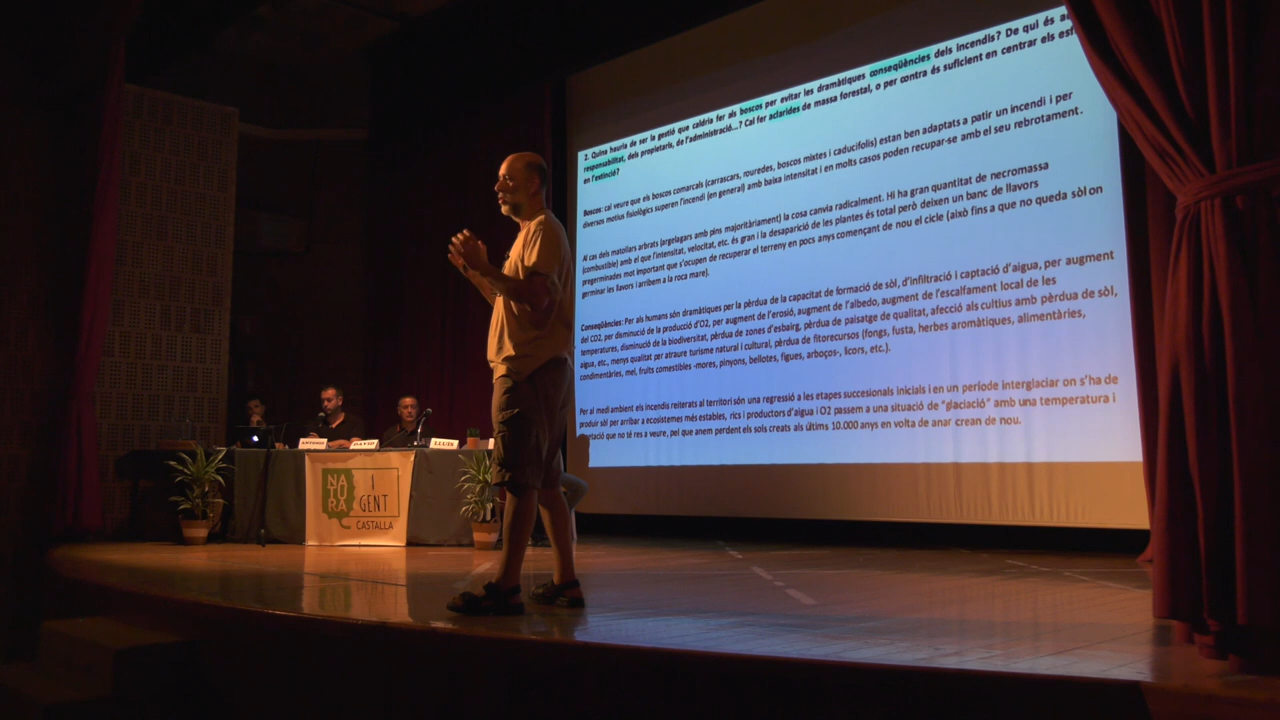 2. Quina hauria de ser la gestió que caldria fer als boscos per evitar les dramàtiques conseqüències dels incendis? De qui és
responsabilitat, dels propietaris, de l'administració...? Cal fer aclarides de massa forestal, o per contra és suficient en centrar els
en l'extinció?
Boscos: cai veure que els boscos comarcals (carrascars, rouredes, boscos mixtes i caducifolis) estan ben adaptats a patir un incendi i per
diversos motius fisiològics superen l'incendi (en general) amb baixa intensitat i en molts casos poden recupar-se amb el seu rebrotament.
Al cas dels matollars arbrats (argelagars amb pins majoritàriament) la cosa canvia radicalment. Hi ha gran quantitat de necromassa
(combustible) amb el que l'intensitat, velocitat, etc. és gran i la desaparició de les plantes és total però deixen un banc de llavors
pregerminades mot important que s'ocupen de recuperar el terreny en pocs anys començant de nou el cicle (això fins a que no queda sòl on
germinar les llavors i arribem a la roca mare).
Conseqüències: Per als humans són dramàtiques per la pèrdua de la capacitat de formació de sòl, d'infiltració i captació d'aigua, per augment
del CO2, per disminució de la producció d'O2, per augment de l'erosió, augment de l'albedo, augment de l'escalfament local de les
temperatures, disminució de la biodiversitat, pèrdua de zones d'esbairg, pèrdua de paisatge de qualitat, afecció als cultius amb pèrdua de sòl,
aigua, etc., menys qualitat per atraure turisme natural i cultural, pèrdua de fitorecursos (fongs, fusta, herbes aromàtiques, alimentàries,
condimentàries, mel, fruits comestibles -mores, pinyons, bellotes, figues, arboços-, licors, etc.).
Per al medi ambient els incendis reiterats al territori són una regressió a les etapes successionals inicials i en un període interglaciar on s'ha de
produir sòl per arribar a ecosistemes més estables, rics i productors d'aigua i O2 passem a una situació de "glaciació" amb una temperatura i
que no té res a veure, pel que anem perdent els sols creats als últims 10.000 anys en volta de anar crean de nou.
ANTONIO
DAVID
LLUÍS
NA
TU
RA
I
GENT
CASTALLA